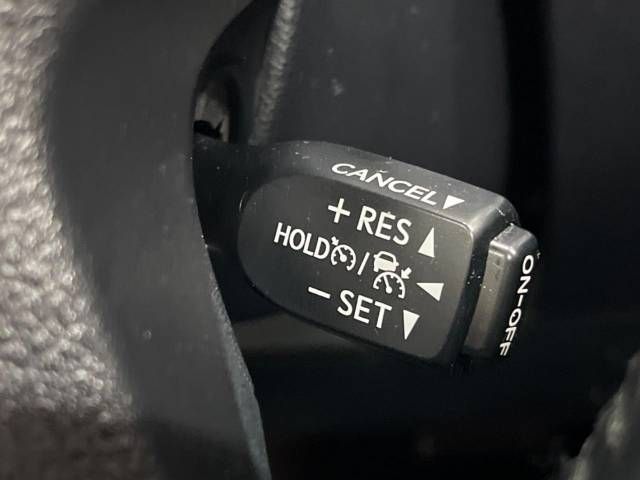 CANCEL▼
+ RES▲
HOLD /◄
− SET▼
ON-OFF